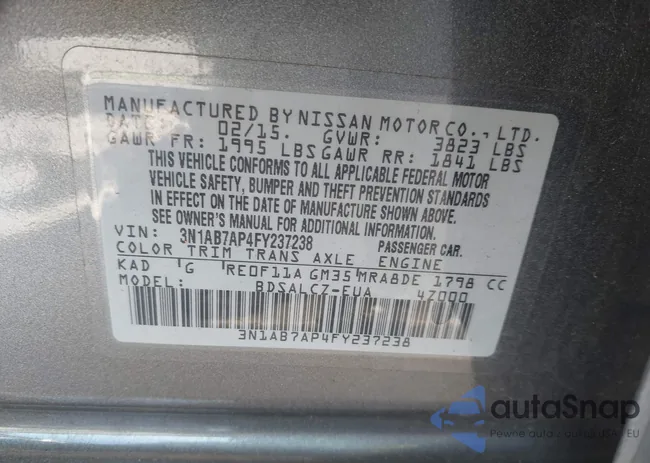 MANUFACTURED BY NISSAN MOTOR CO., LTD.
DATE: 02/15. GVWR: 3823 LBS
GAWR FR: 1995 LBS GAWR RR: 1841 LBS
THIS VEHICLE CONFORMS TO ALL APPLICABLE FEDERAL MOTOR
VEHICLE SAFETY, BUMPER AND THEFT PREVENTION STANDARDS
IN EFFECT ON THE DATE OF MANUFACTURE SHOWN ABOVE.
SEE OWNER'S MANUAL FOR ADDITIONAL INFORMATION.
VIN: 3N1AB7AP4FY237238 PASSENGER CAR.
COLOR TRIM TRANS AXLE ENGINE
KAD G RE0F11A GM35 MRA8DE 1798 CC
MODEL: BDSALCZ-EUA 4Z000
3N1AB7AP4FY237238
autoSnap